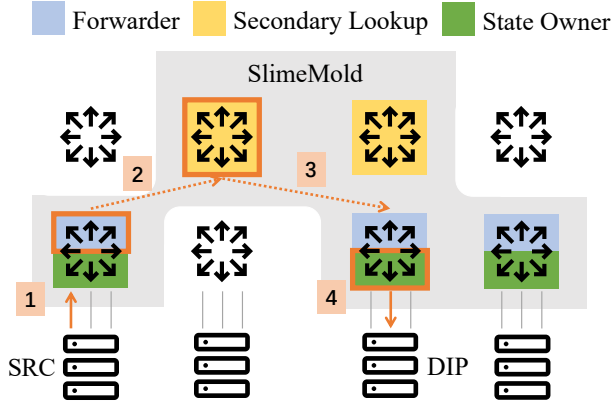 Forwarder
Secondary Lookup
State Owner
SlimeMold
2
3
1
4
SRC
DIP